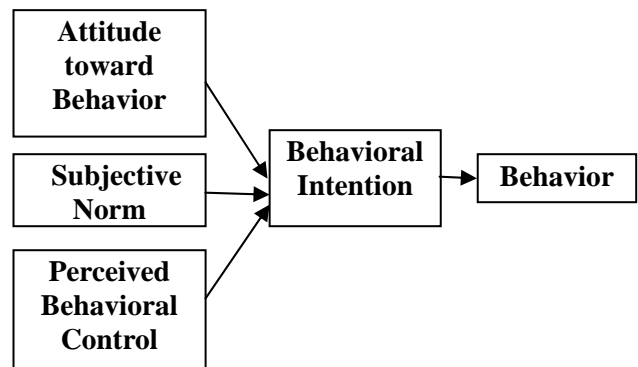 Attitude
toward
Behavior
Subjective
Norm
Perceived
Behavioral
Control
Behavioral
Intention
Behavior